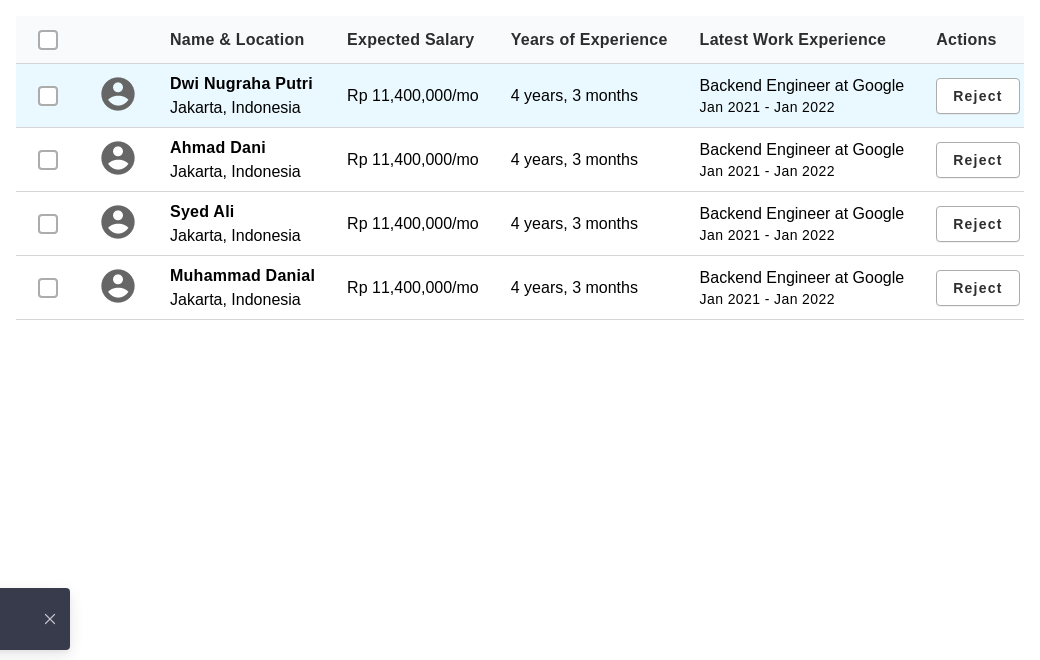 Name & Location Expected Salary Years of Experience Latest Work Experience Actions
Dwi Nugraha Putri
Jakarta, Indonesia
Rp 11,400,000/mo
4 years, 3 months
Backend Engineer at Google
Jan 2021 - Jan 2022
Reject
Ahmad Dani
Jakarta, Indonesia
Rp 11,400,000/mo
4 years, 3 months
Backend Engineer at Google
Jan 2021 - Jan 2022
Reject
Syed Ali
Jakarta, Indonesia
Rp 11,400,000/mo
4 years, 3 months
Backend Engineer at Google
Jan 2021 - Jan 2022
Reject
Muhammad Danial
Jakarta, Indonesia
Rp 11,400,000/mo
4 years, 3 months
Backend Engineer at Google
Jan 2021 - Jan 2022
Reject